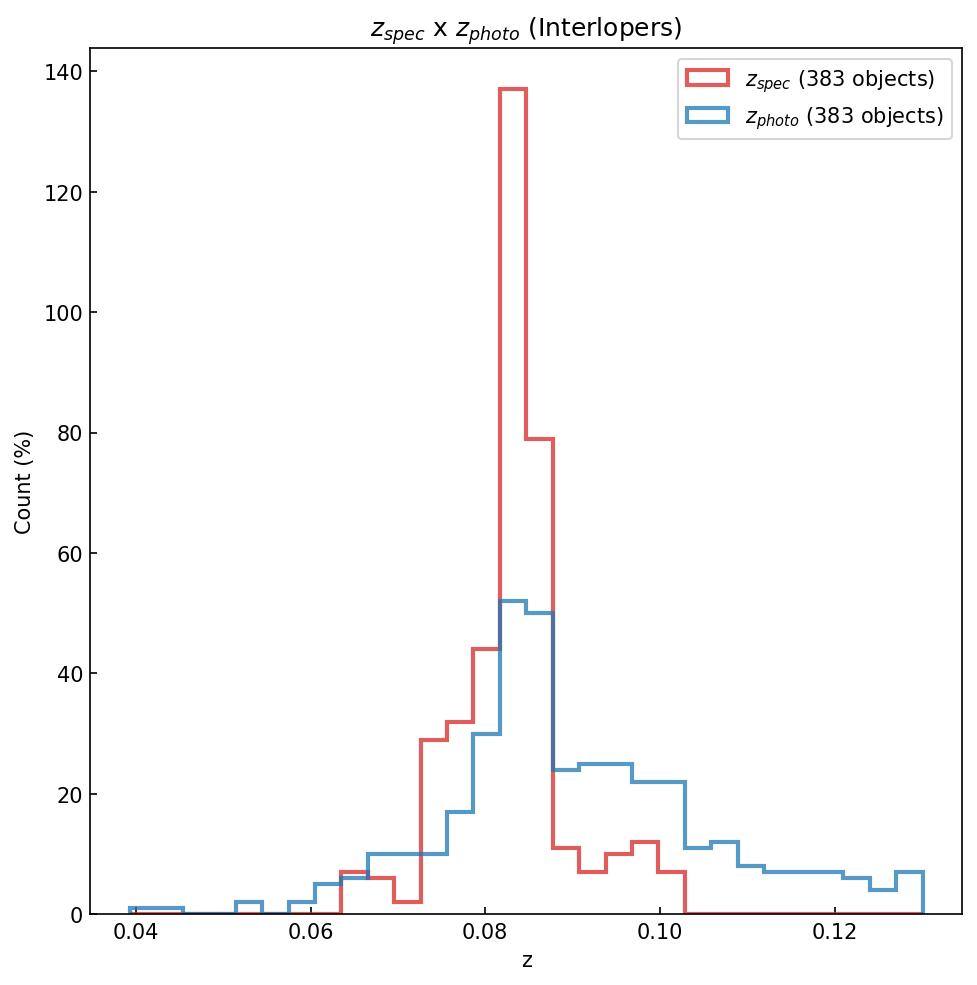 z_spec x z_photo (Interlopers)
z_spec (383 objects)
z_photo (383 objects)
140
120
100
80
60
40
20
0
Count (%)
0.04 0.06 0.08 0.10 0.12
z